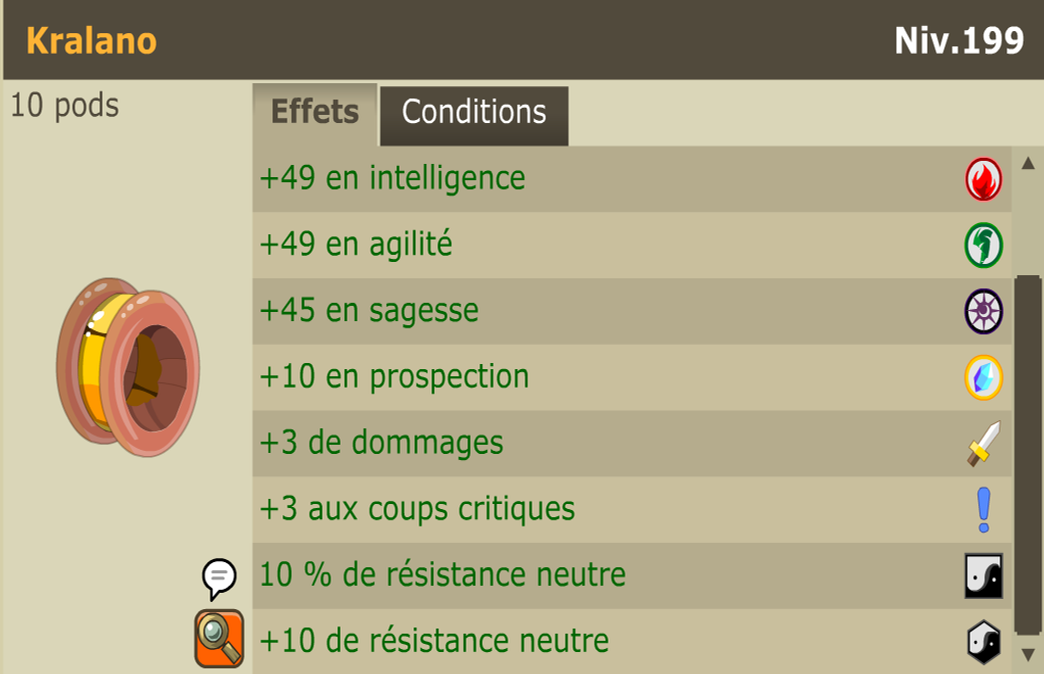 Kralano
Niv.199
10 pods
Effets
Conditions
+49 en intelligence
+49 en agilité
+45 en sagesse
+10 en prospection
+3 de dommages
+3 aux coups critiques
10 % de résistance neutre
+10 de résistance neutre